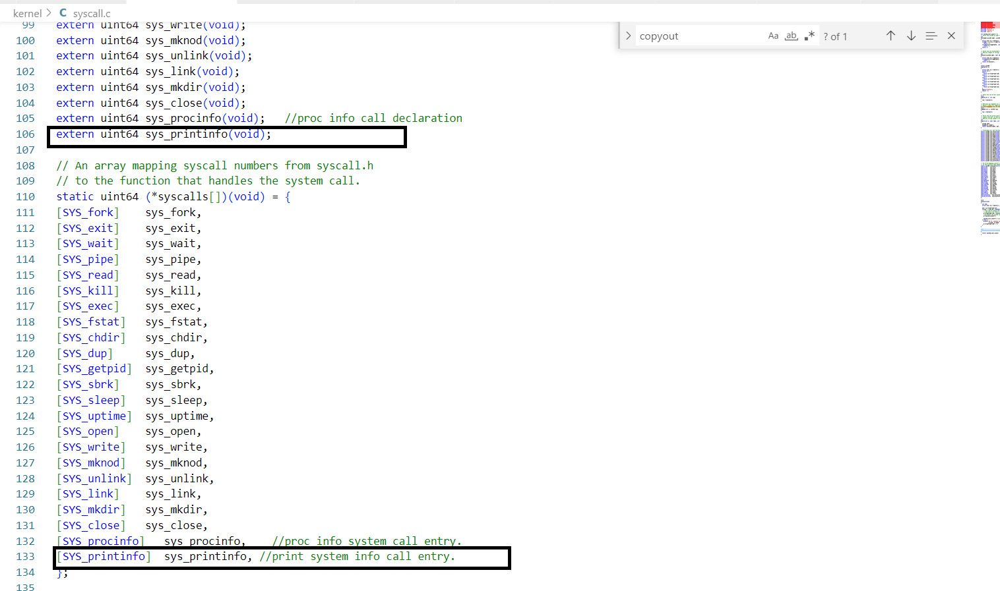 kernel > C syscall.c
copyout Aa ab .* ? of 1
99 extern uint64 sys_write(void);
100 extern uint64 sys_mknod(void);
101 extern uint64 sys_unlink(void);
102 extern uint64 sys_link(void);
103 extern uint64 sys_mkdir(void);
104 extern uint64 sys_close(void);
105 extern uint64 sys_procinfo(void);   //proc info call declaration
106 extern uint64 sys_printinfo(void);
107
108 // An array mapping syscall numbers from syscall.h
109 // to the function that handles the system call.
110 static uint64 (*syscalls[])(void) = {
111 [SYS_fork]    sys_fork,
112 [SYS_exit]    sys_exit,
113 [SYS_wait]    sys_wait,
114 [SYS_pipe]    sys_pipe,
115 [SYS_read]    sys_read,
116 [SYS_kill]    sys_kill,
117 [SYS_exec]    sys_exec,
118 [SYS_fstat]   sys_fstat,
119 [SYS_chdir]   sys_chdir,
120 [SYS_dup]     sys_dup,
121 [SYS_getpid]  sys_getpid,
122 [SYS_sbrk]    sys_sbrk,
123 [SYS_sleep]   sys_sleep,
124 [SYS_uptime]  sys_uptime,
125 [SYS_open]    sys_open,
126 [SYS_write]   sys_write,
127 [SYS_mknod]   sys_mknod,
128 [SYS_unlink]  sys_unlink,
129 [SYS_link]    sys_link,
130 [SYS_mkdir]   sys_mkdir,
131 [SYS_close]   sys_close,
132 [SYS_procinfo]   sys_procinfo,    //proc info system call entry.
133 [SYS_printinfo]  sys_printinfo, //print system info call entry.
134 };
135